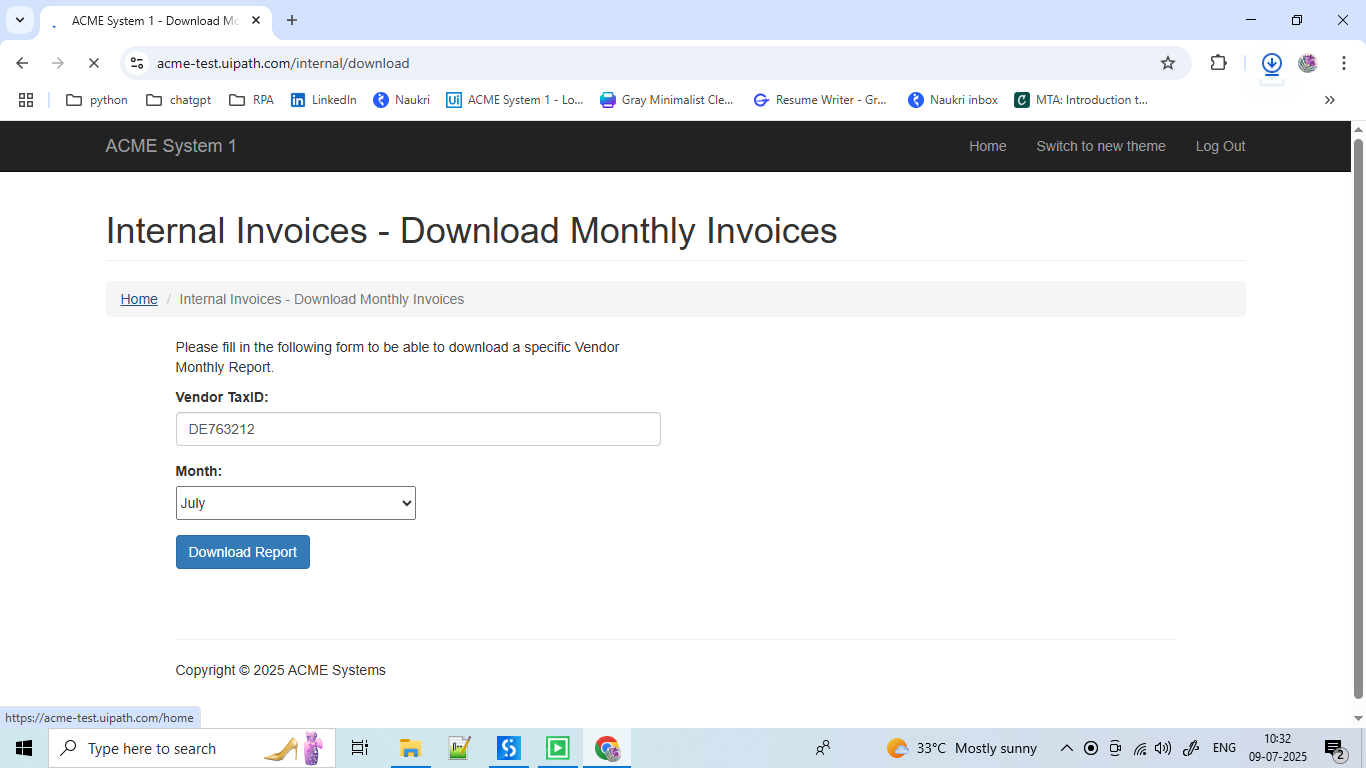 ACME System 1 - Download Mo
acme-test.uipath.com/internal/download
python
chatgpt
RPA
LinkedIn
Naukri
ACME System 1 - Lo...
Gray Minimalist Cle...
Resume Writer - Gr...
Naukri inbox
MTA: Introduction t...
ACME System 1
Home
Switch to new theme
Log Out
Internal Invoices - Download Monthly Invoices
Home / Internal Invoices - Download Monthly Invoices
Please fill in the following form to be able to download a specific Vendor
Monthly Report.
Vendor TaxID:
DE763212
Month:
July
Download Report
Copyright © 2025 ACME Systems
https://acme-test.uipath.com/home
Type here to search
33°C Mostly sunny
ENG
10:32
09-07-2025
2